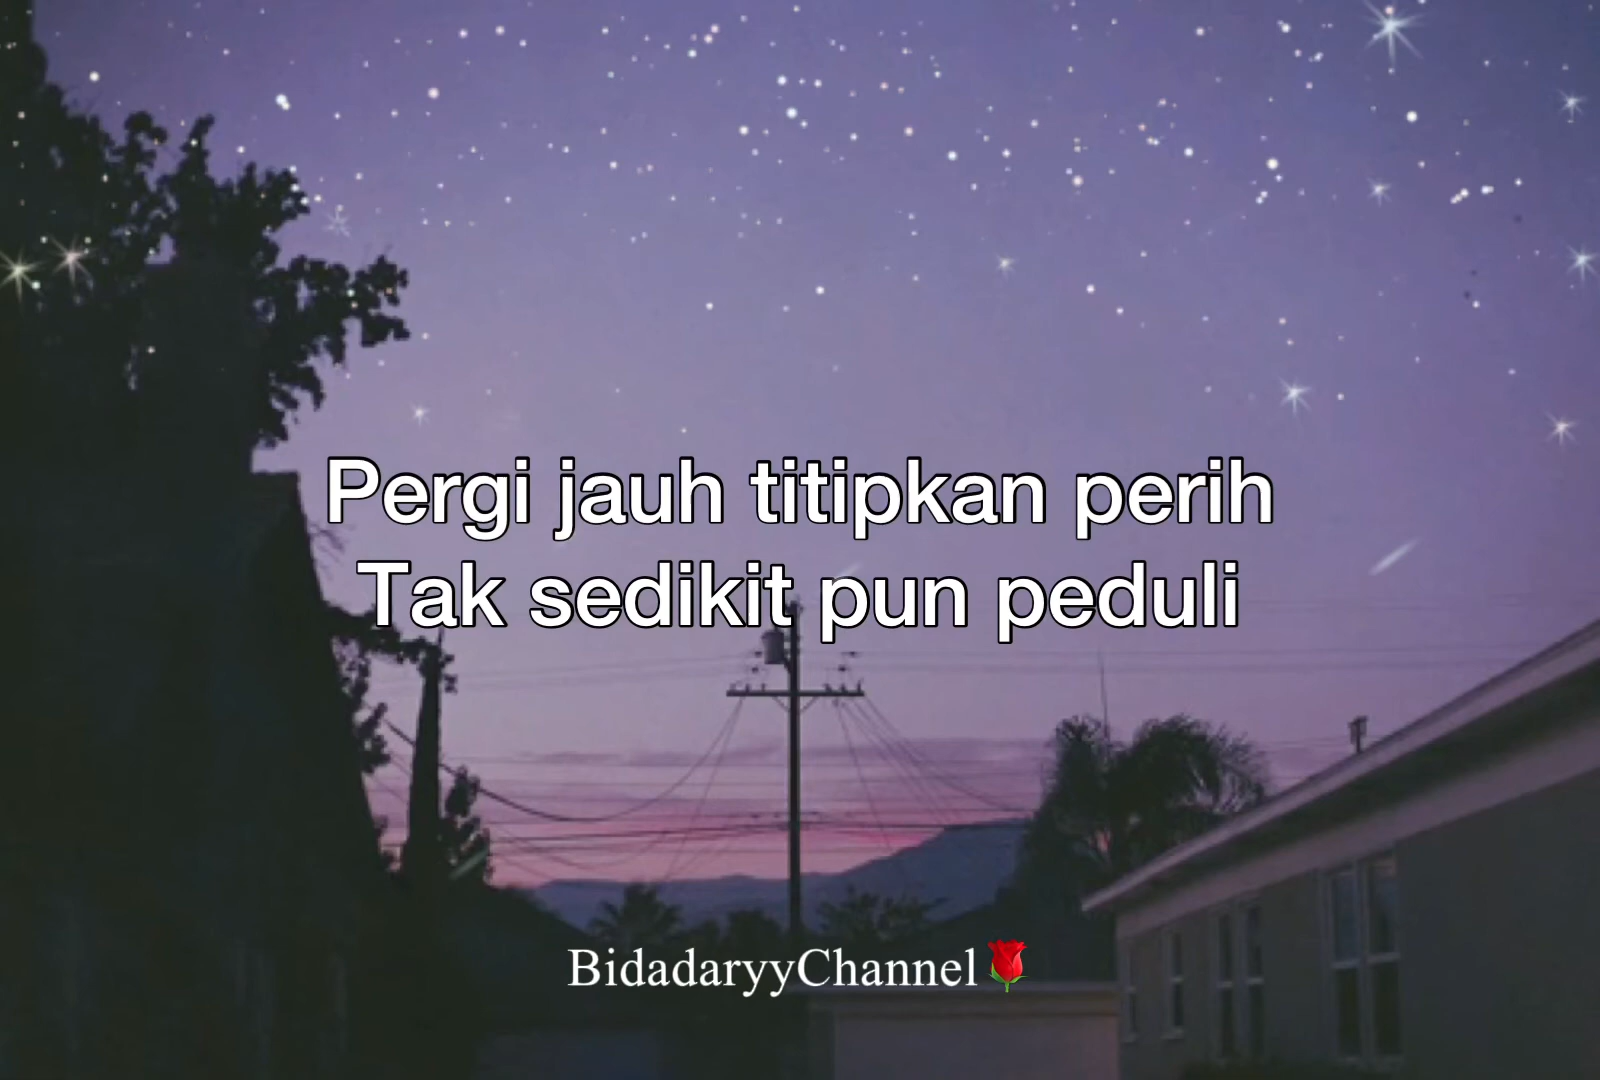 Pergi jauh titipkan perih
Tak sedikit pun peduli
BidadaryyChannel🌹